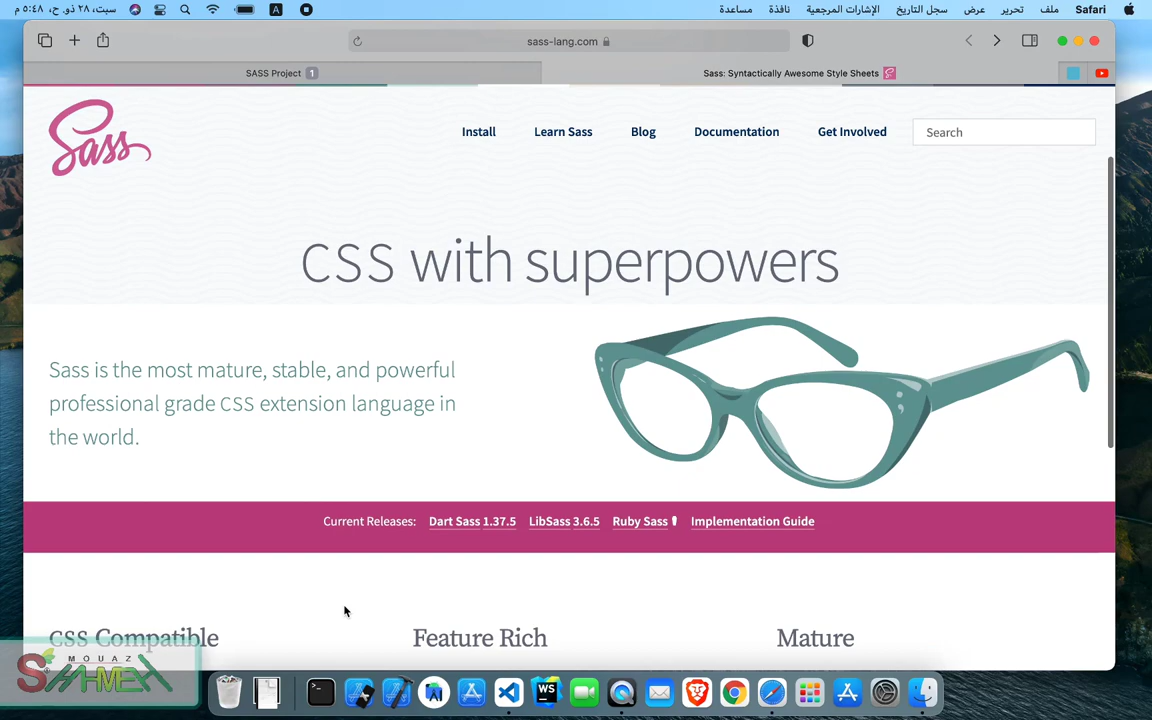 Safari ملف تحرير عرض سجل التاريخ الإشارات المرجعية نافذة مساعدة
A
سبت، ٢٨ ذو. ح، ٥:٤٨ م
sass-lang.com
SASS Project 1
Sass: Syntactically Awesome Style Sheets
Sass
Install Learn Sass Blog Documentation Get Involved Search
CSS with superpowers
Sass is the most mature, stable, and powerful
professional grade CSS extension language in
the world.
Current Releases: Dart Sass 1.37.5 LibSass 3.6.5 Ruby Sass Implementation Guide
CSS Compatible Feature Rich Mature
MOUAZ
WS